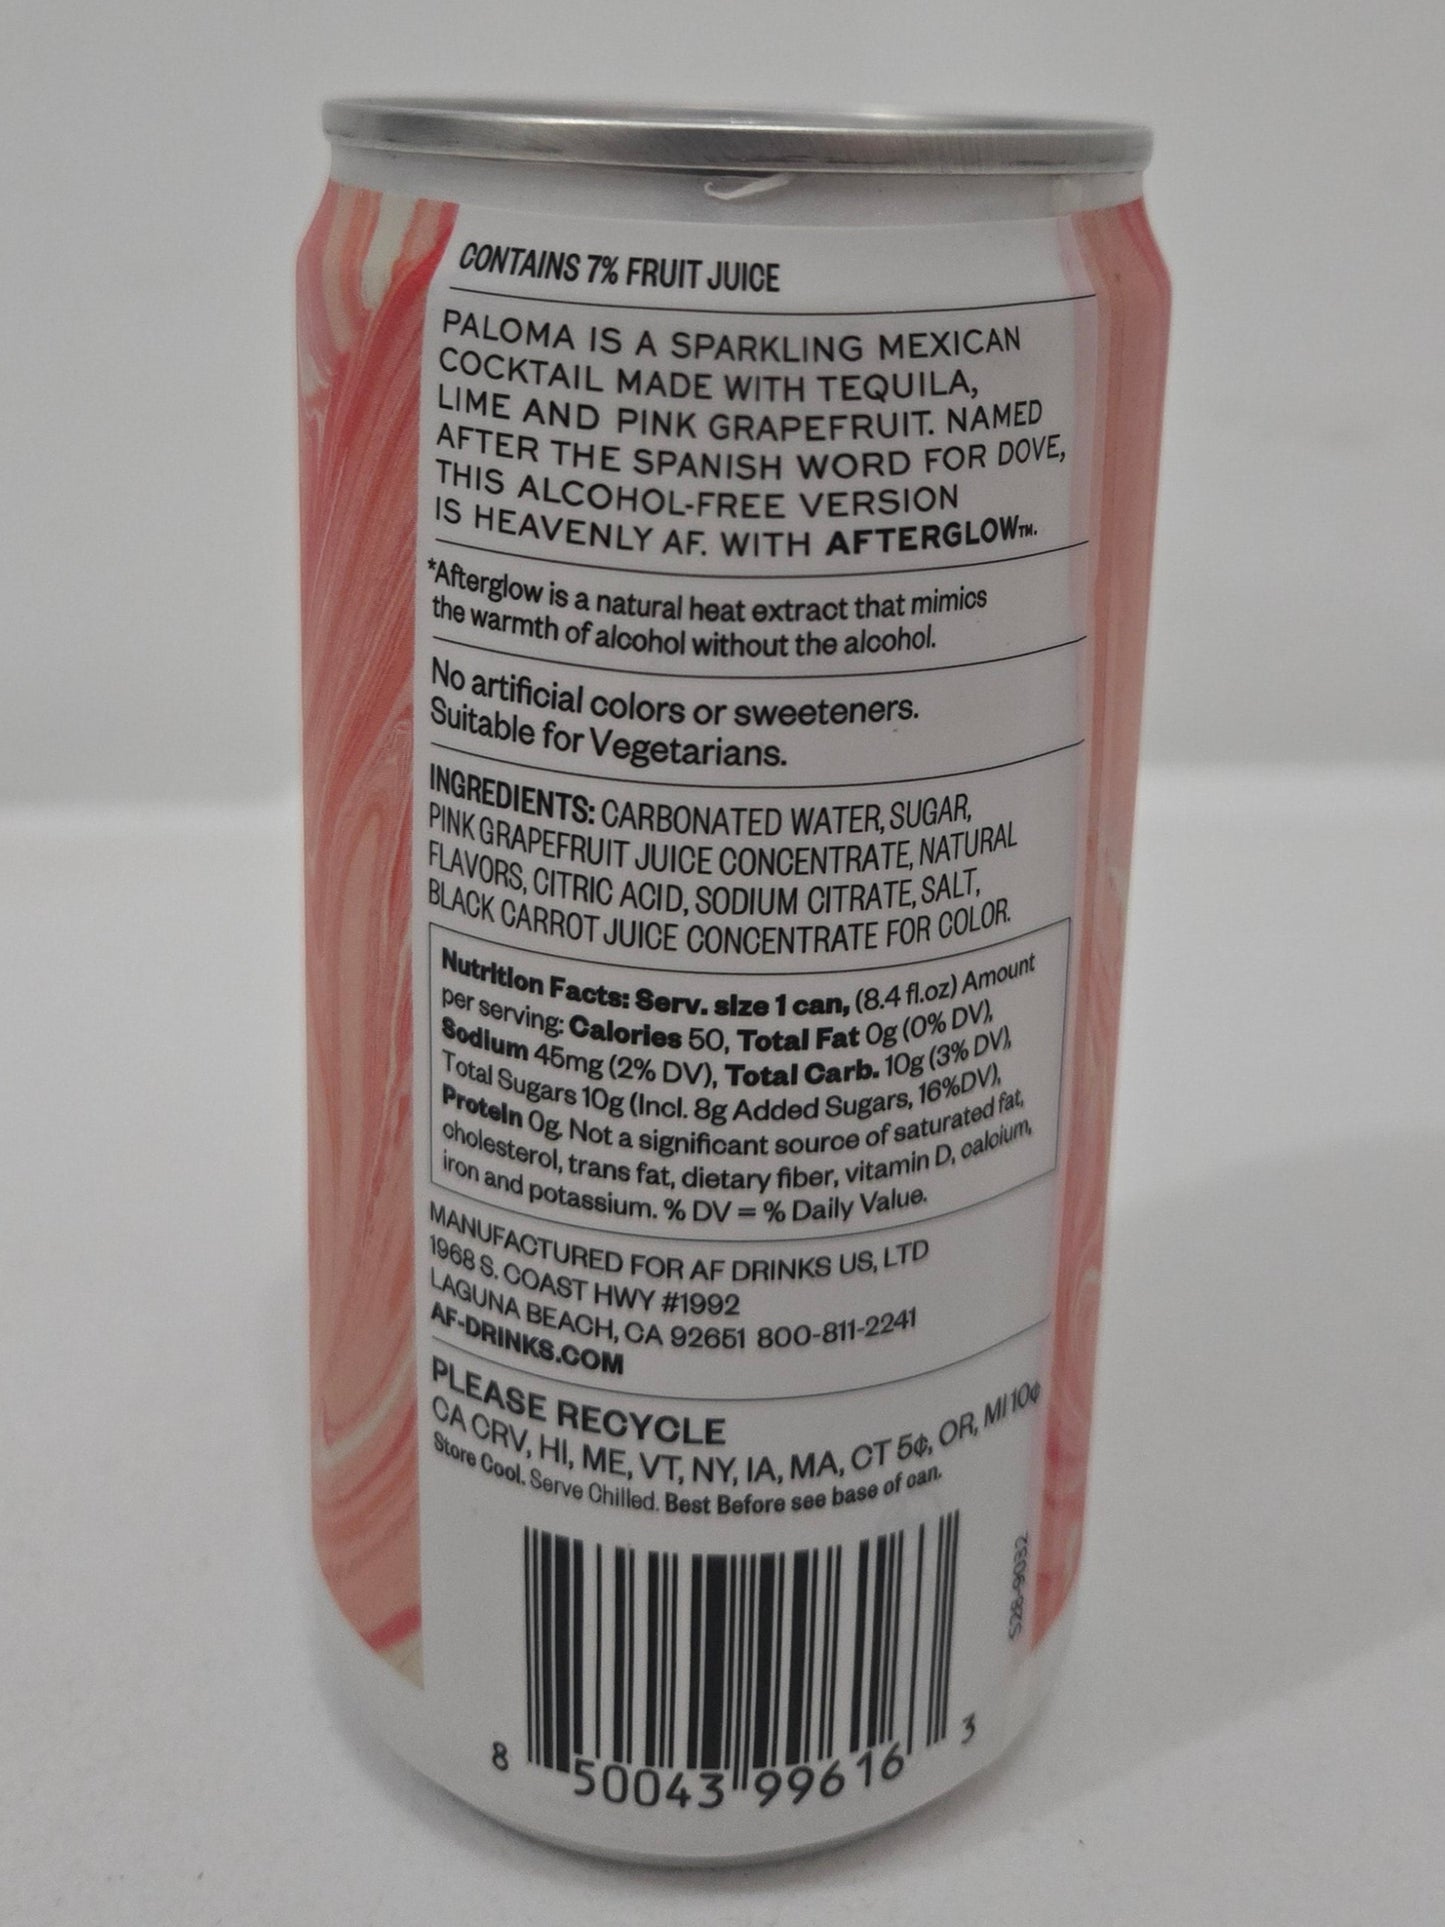 CONTAINS 7% FRUIT JUICE
PALOMA IS A SPARKLING MEXICAN
COCKTAIL MADE WITH TEQUILA,
LIME AND PINK GRAPEFRUIT. NAMED
AFTER THE SPANISH WORD FOR DOVE,
THIS ALCOHOL-FREE VERSION
IS HEAVENLY AF. WITH AFTERGLOW™.
*Afterglow is a natural heat extract that mimics
the warmth of alcohol without the alcohol.
No artificial colors or sweeteners.
Suitable for Vegetarians.
INGREDIENTS: CARBONATED WATER, SUGAR,
PINK GRAPEFRUIT JUICE CONCENTRATE, NATURAL
FLAVORS, CITRIC ACID, SODIUM CITRATE, SALT,
BLACK CARROT JUICE CONCENTRATE FOR COLOR.
Nutrition Facts: Serv. size 1 can, (8.4 fl.oz) Amount
per serving: Calories 50, Total Fat 0g (0% DV),
Sodium 45mg (2% DV), Total Carb. 10g (3% DV),
Total Sugars 10g (Incl. 8g Added Sugars, 16%DV),
Protein 0g. Not a significant source of saturated fat,
cholesterol, trans fat, dietary fiber, vitamin D, calcium,
iron and potassium. % DV = % Daily Value.
MANUFACTURED FOR AF DRINKS US, LTD
1968 S. COAST HWY #1992
LAGUNA BEACH, CA 92651 800-811-2241
AF-DRINKS.COM
PLEASE RECYCLE
CA CRV, HI, ME, VT, NY, IA, MA, CT 5¢, OR, MI 10¢
Store Cool. Serve Chilled. Best Before see base of can.
S28-9032
8 50043 99616 3